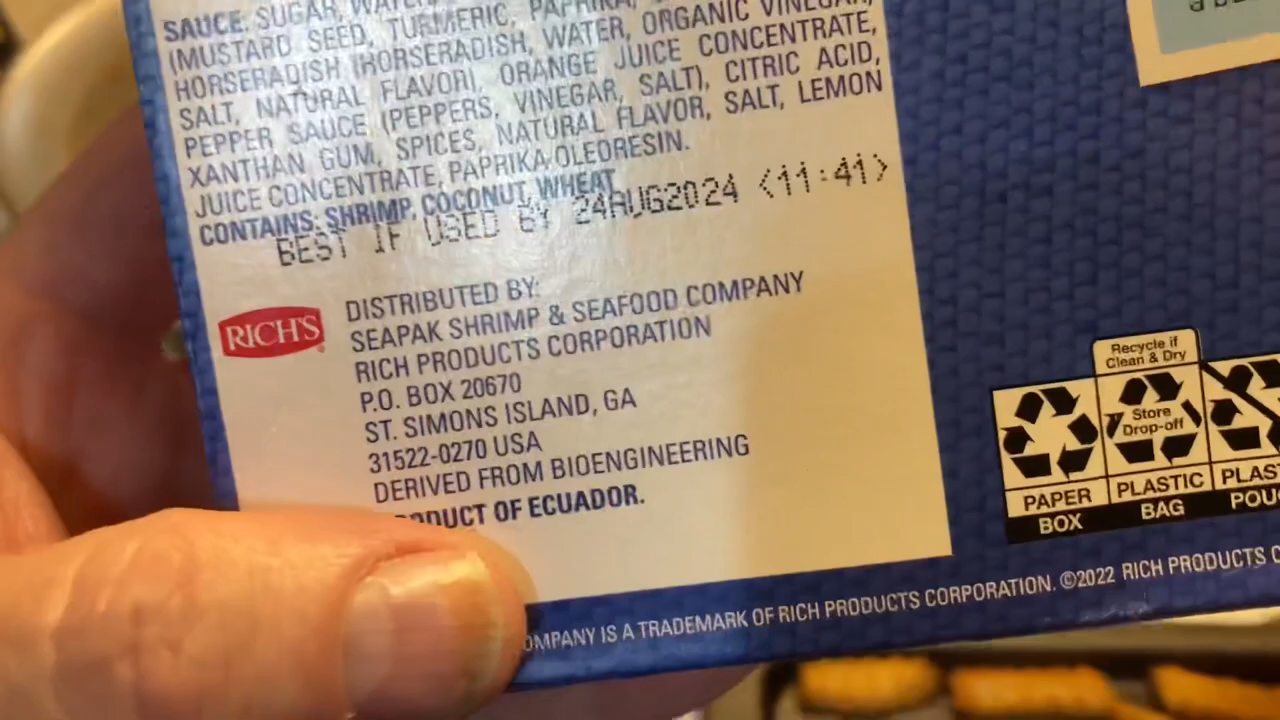 SAUCE: SUGAR, WATER,
(MUSTARD SEED, TURMERIC, PAPRIKA,
HORSERADISH (HORSERADISH, WATER, ORGANIC VINEGAR,
SALT, NATURAL FLAVOR), ORANGE JUICE CONCENTRATE,
PEPPER SAUCE (PEPPERS, VINEGAR, SALT), CITRIC ACID,
XANTHAN GUM, SPICES, NATURAL FLAVOR, SALT, LEMON
JUICE CONCENTRATE, PAPRIKA OLEORESIN.
CONTAINS: SHRIMP, COCONUT, WHEAT
BEST IF USED BY 24AUG2024 <11:41>
RICH'S
DISTRIBUTED BY:
SEAPAK SHRIMP & SEAFOOD COMPANY
RICH PRODUCTS CORPORATION
P.O. BOX 20670
ST. SIMONS ISLAND, GA
31522-0270 USA
DERIVED FROM BIOENGINEERING
PRODUCT OF ECUADOR.
Recycle if
Clean & Dry
Store
Drop-off
PAPER
BOX
PLASTIC
BAG
PLAS
POU
OMPANY IS A TRADEMARK OF RICH PRODUCTS CORPORATION. ©2022 RICH PRODUCTS C